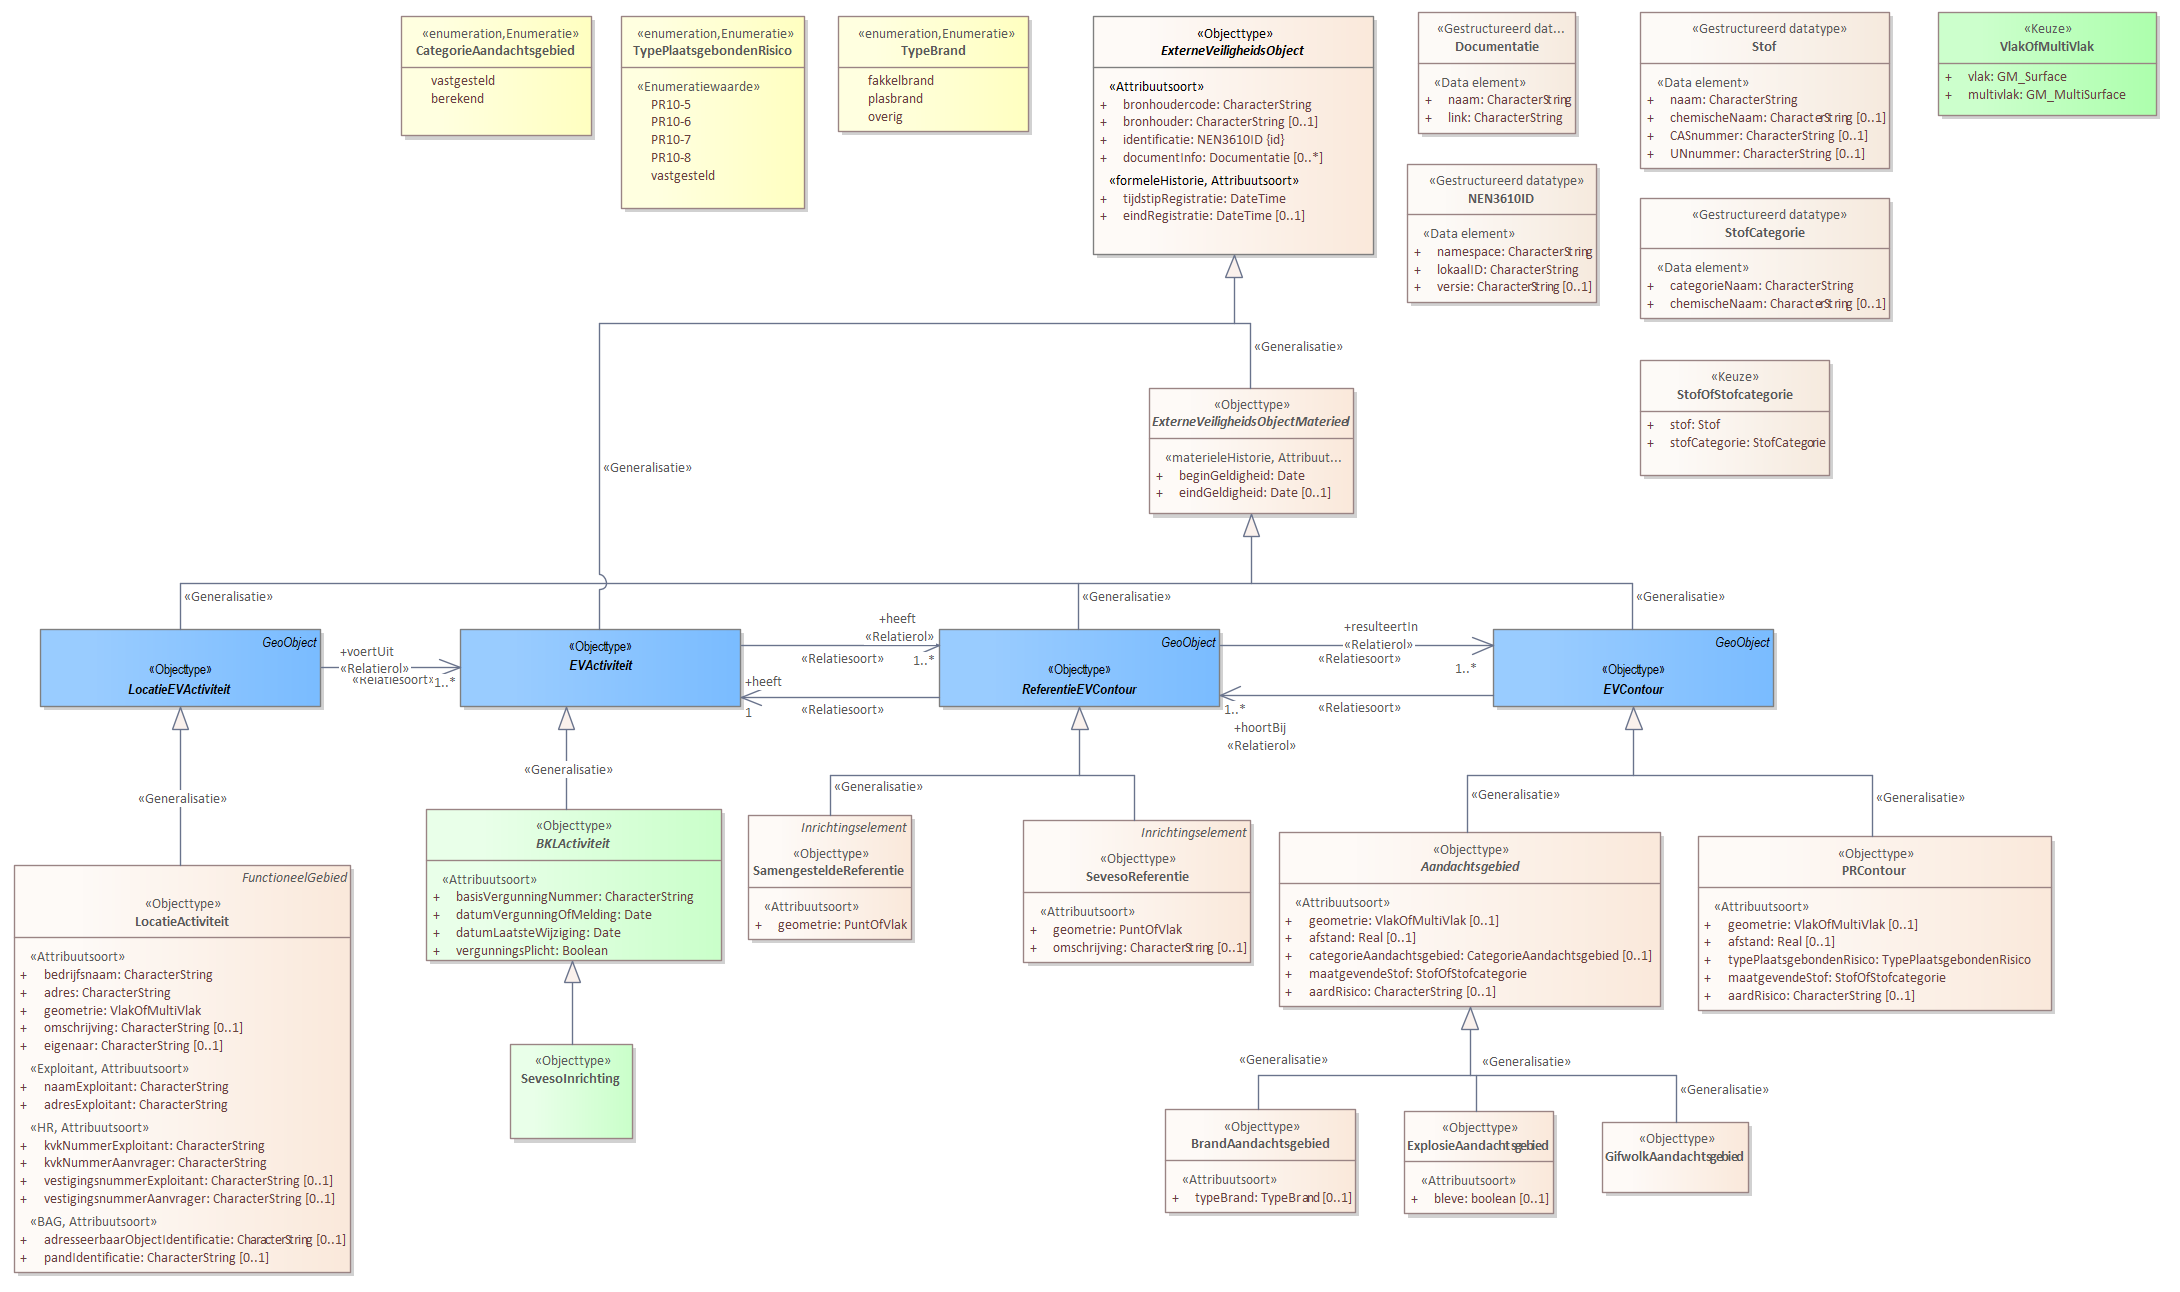 «enumeration,Enumeratie»
CategorieAandachtsgebied
vastgesteld
berekend
«enumeration,Enumeratie»
TypePlaatsgebondenRisico
«Enumeratiewaarde»
PR10-5
PR10-6
PR10-7
PR10-8
vastgesteld
«enumeration,Enumeratie»
TypeBrand
fakkelbrand
plasbrand
overig
«Objecttype»
ExterneVeiligheidsObject
«Attribuutsoort»
+ bronhoudercode: CharacterString
+ bronhouder: CharacterString [0..1]
+ identificatie: NEN3610ID {id}
+ documentInfo: Documentatie [0..*]
«formeleHistorie, Attribuutsoort»
+ tijdstipRegistratie: DateTime
+ eindRegistratie: DateTime [0..1]
«Gestructureerd dat...
Documentatie
«Data element»
+ naam: CharacterString
+ link: CharacterString
«Gestructureerd datatype»
NEN3610ID
«Data element»
+ namespace: CharacterString
+ lokaalID: CharacterString
+ versie: CharacterString [0..1]
«Gestructureerd datatype»
Stof
«Data element»
+ naam: CharacterString
+ chemischeNaam: CharacterString [0..1]
+ CASnummer: CharacterString [0..1]
+ UNnummer: CharacterString [0..1]
«Gestructureerd datatype»
StofCategorie
«Data element»
+ categorieNaam: CharacterString
+ chemischeNaam: CharacterString [0..1]
«Keuze»
StofOfStofcategorie
+ stof: Stof
+ stofCategorie: StofCategorie
«Keuze»
VlakOfMultiVlak
+ vlak: GM_Surface
+ multivlak: GM_MultiSurface
«Generalisatie»
«Objecttype»
ExterneVeiligheidsObjectMaterieel
«materieleHistorie, Attribuut...
+ beginGeldigheid: Date
+ eindGeldigheid: Date [0..1]
«Generalisatie»
«Generalisatie»
«Generalisatie»
«Generalisatie»
GeoObject
«Objecttype»
LocatieEVActiviteit
+voertUit
«Relatierol»
«Relatiesoort»
1..*
«Objecttype»
EVActiviteit
+heeft
«Relatierol»
«Relatiesoort»
1..*
+heeft
1
«Relatiesoort»
GeoObject
«Objecttype»
ReferentieEVContour
+resulteertIn
«Relatierol»
«Relatiesoort»
1..*
1..*
«Relatiesoort»
+hoortBij
«Relatierol»
GeoObject
«Objecttype»
EVContour
«Generalisatie»
«Generalisatie»
«Generalisatie»
«Generalisatie»
«Generalisatie»
FunctioneelGebied
«Objecttype»
LocatieActiviteit
«Attribuutsoort»
+ bedrijfsnaam: CharacterString
+ adres: CharacterString
+ geometrie: VlakOfMultiVlak
+ omschrijving: CharacterString [0..1]
+ eigenaar: CharacterString [0..1]
«Exploitant, Attribuutsoort»
+ naamExploitant: CharacterString
+ adresExploitant: CharacterString
«HR, Attribuutsoort»
+ kvkNummerExploitant: CharacterString
+ kvkNummerAanvrager: CharacterString
+ vestigingsnummerExploitant: CharacterString [0..1]
+ vestigingsnummerAanvrager: CharacterString [0..1]
«BAG, Attribuutsoort»
+ adresseerbaarObjectIdentificatie: CharacterString [0..1]
+ pandIdentificatie: CharacterString [0..1]
«Objecttype»
BKLActiviteit
«Attribuutsoort»
+ basisVergunningNummer: CharacterString
+ datumVergunningOfMelding: Date
+ datumLaatsteWijziging: Date
+ vergunningsPlicht: Boolean
«Objecttype»
SevesoInrichting
Inrichtingselement
«Objecttype»
SamengesteldeReferentie
«Attribuutsoort»
+ geometrie: PuntOfVlak
Inrichtingselement
«Objecttype»
SevesoReferentie
«Attribuutsoort»
+ geometrie: PuntOfVlak
+ omschrijving: CharacterString [0..1]
«Objecttype»
Aandachtsgebied
«Attribuutsoort»
+ geometrie: VlakOfMultiVlak [0..1]
+ afstand: Real [0..1]
+ categorieAandachtsgebied: CategorieAandachtsgebied [0..1]
+ maatgevendeStof: StofOfStofcategorie
+ aardRisico: CharacterString [0..1]
«Objecttype»
PRContour
«Attribuutsoort»
+ geometrie: VlakOfMultiVlak [0..1]
+ afstand: Real [0..1]
+ typePlaatsgebondenRisico: TypePlaatsgebondenRisico
+ maatgevendeStof: StofOfStofcategorie
+ aardRisico: CharacterString [0..1]
«Generalisatie»
«Generalisatie»
«Generalisatie»
«Objecttype»
BrandAandachtsgebied
«Attribuutsoort»
+ typeBrand: TypeBrand [0..1]
«Objecttype»
ExplosieAandachtsgebied
«Attribuutsoort»
+ bleve: boolean [0..1]
«Objecttype»
GifwolkAandachtsgebied